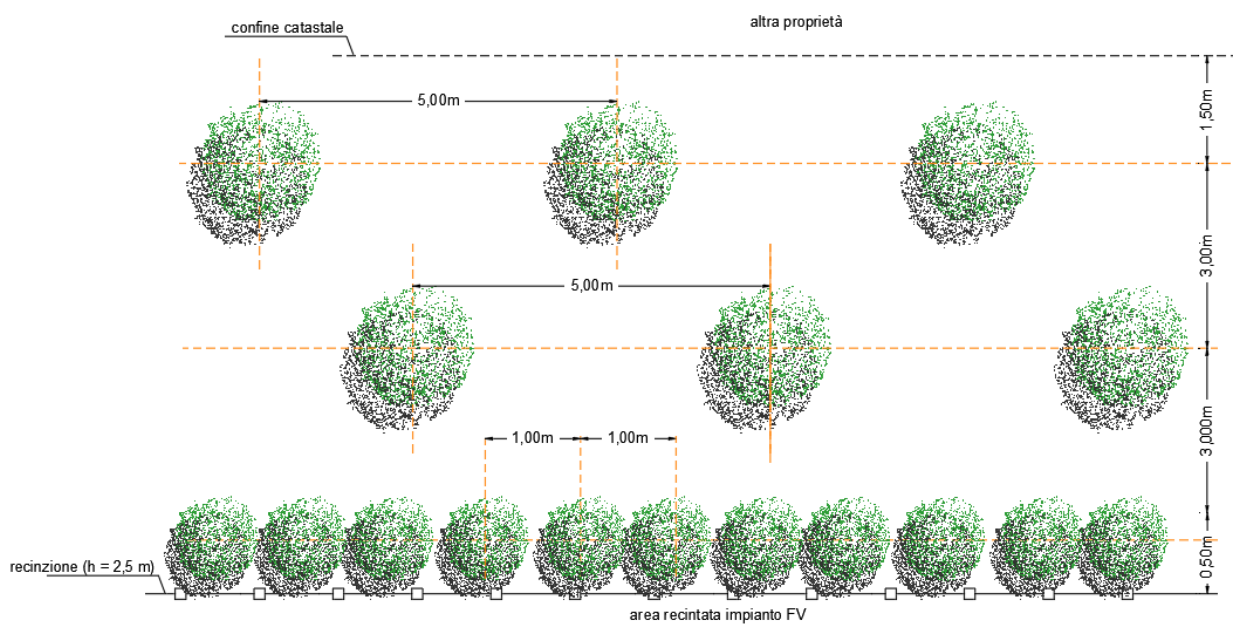 altra proprietà
confine catastale
5,00m
1,50m
5,00m
3,00m
1,00m
1,00m
3,000m
recinzione (h = 2,5 m)
0,50m
area recintata impianto FV